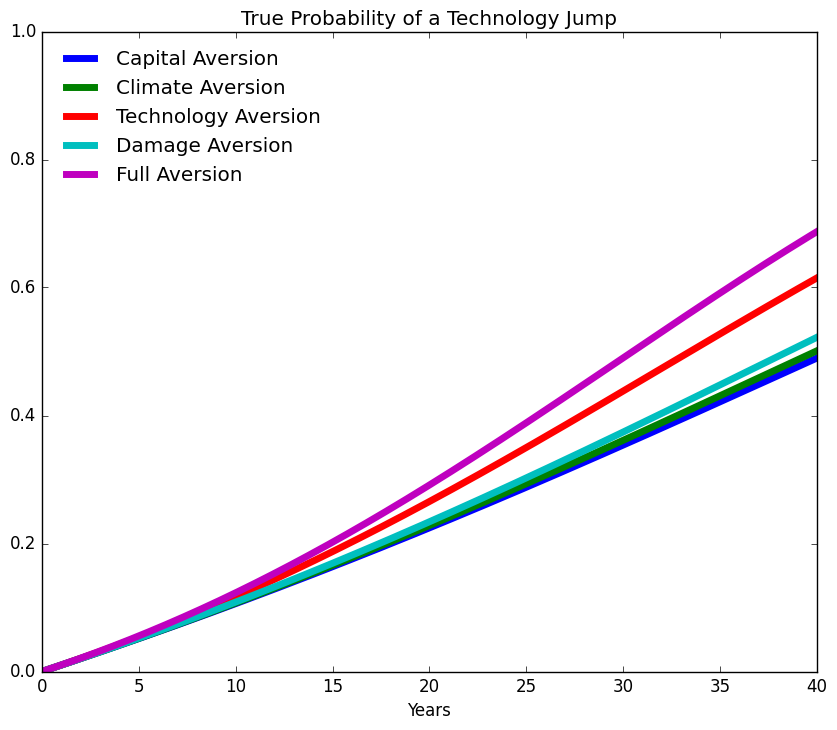 True Probability of a Technology Jump
1.0
Capital Aversion
Climate Aversion
Technology Aversion
Damage Aversion
Full Aversion
0.8
0.6
0.4
0.2
0.0
0 5 10 15 20 25 30 35 40
Years